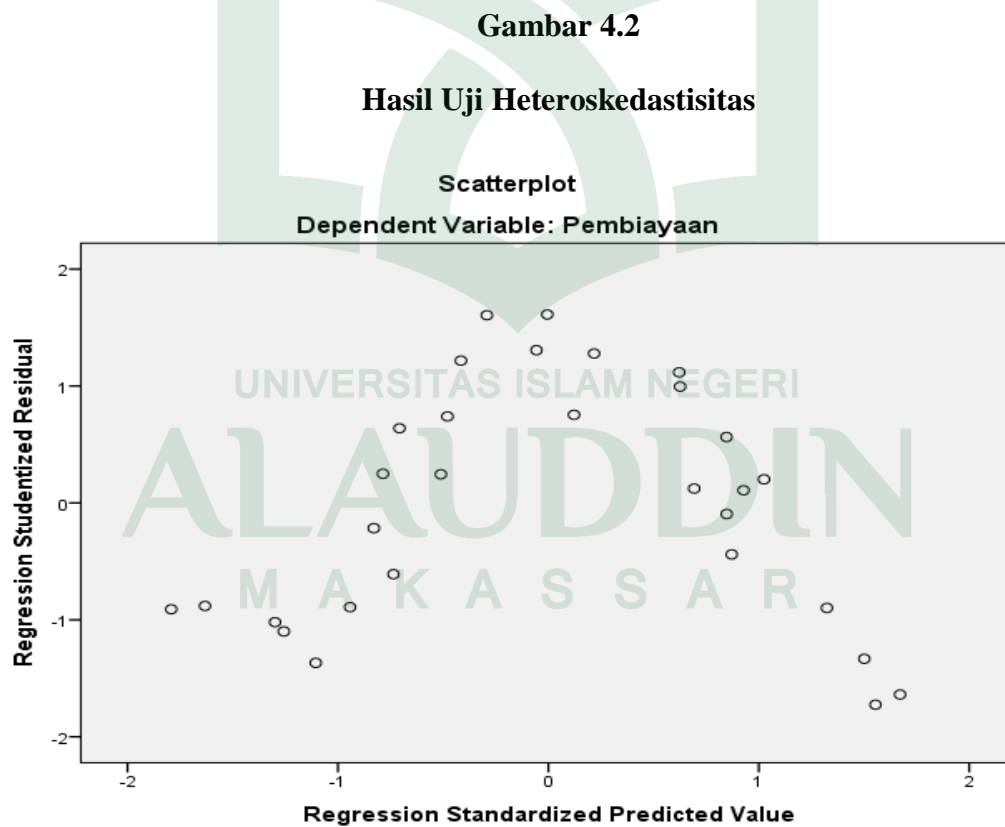 Gambar 4.2
Hasil Uji Heteroskedastisitas
Scatterplot
Dependent Variable: Pembiayaan
UNIVERSITAS ISLAM NEGERI
ALAUDDIN
MAKASSAR
Regression Studentized Residual
2
1
0
-1
-2
-2 -1 0 1 2
Regression Standardized Predicted Value